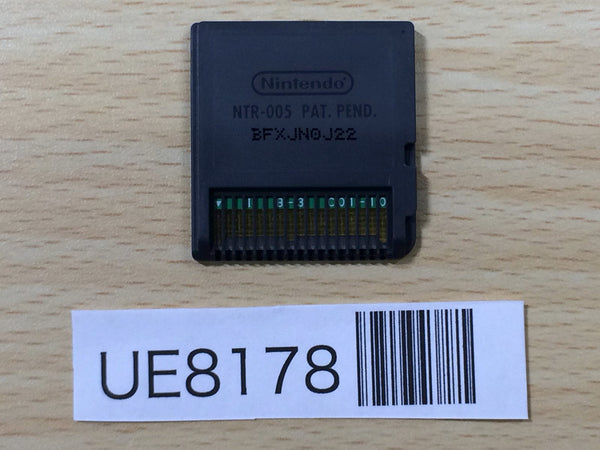 Nintendo
NTR-005 PAT. PEND.
BFXJN0J22
UE8178